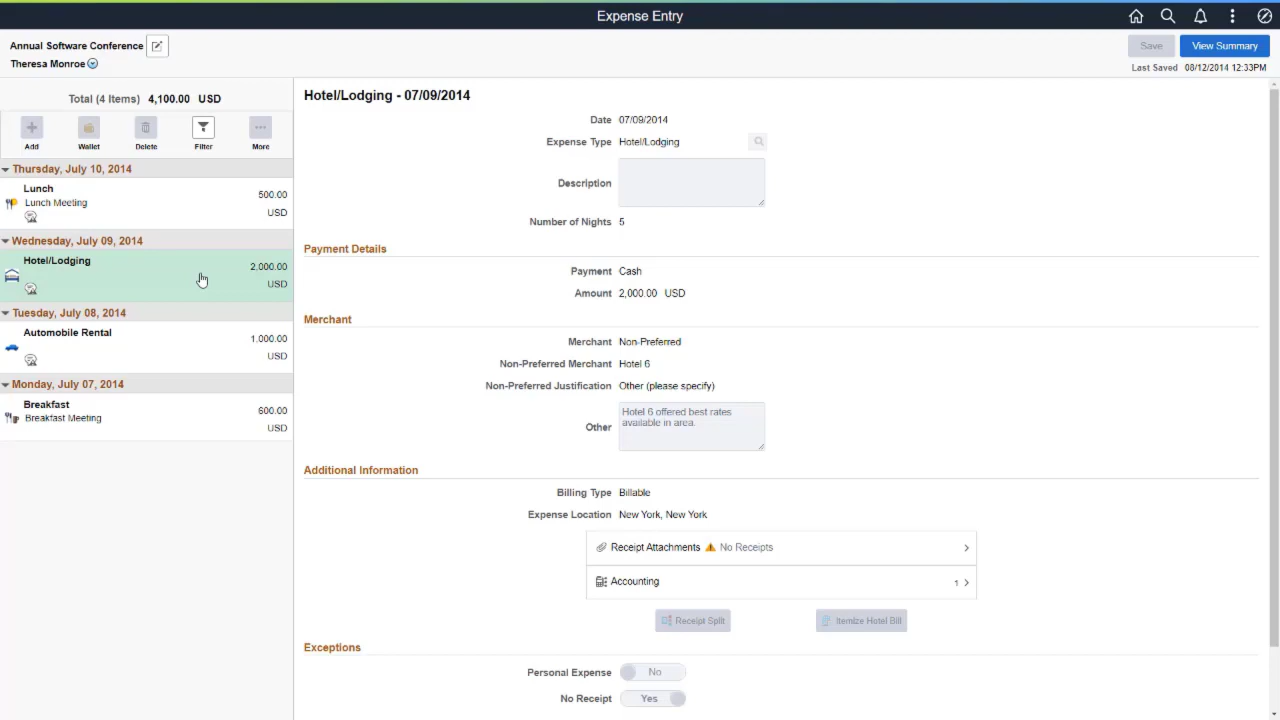 Expense Entry
Annual Software Conference
Theresa Monroe
Save
View Summary
Last Saved 08/12/2014 12:33PM
Total (4 Items) 4,100.00 USD
Add Wallet Delete Filter More
Thursday, July 10, 2014
Lunch
500.00
Lunch Meeting
USD
Wednesday, July 09, 2014
Hotel/Lodging
2,000.00
USD
Tuesday, July 08, 2014
Automobile Rental
1,000.00
USD
Monday, July 07, 2014
Breakfast
600.00
Breakfast Meeting
USD
Hotel/Lodging - 07/09/2014
Date 07/09/2014
Expense Type Hotel/Lodging
Description
Number of Nights 5
Payment Details
Payment Cash
Amount 2,000.00 USD
Merchant
Merchant Non-Preferred
Non-Preferred Merchant Hotel 6
Non-Preferred Justification Other (please specify)
Other
Hotel 6 offered best rates
available in area.
Additional Information
Billing Type Billable
Expense Location New York, New York
Receipt Attachments No Receipts
Accounting 1
Receipt Split Itemize Hotel Bill
Exceptions
Personal Expense No
No Receipt Yes